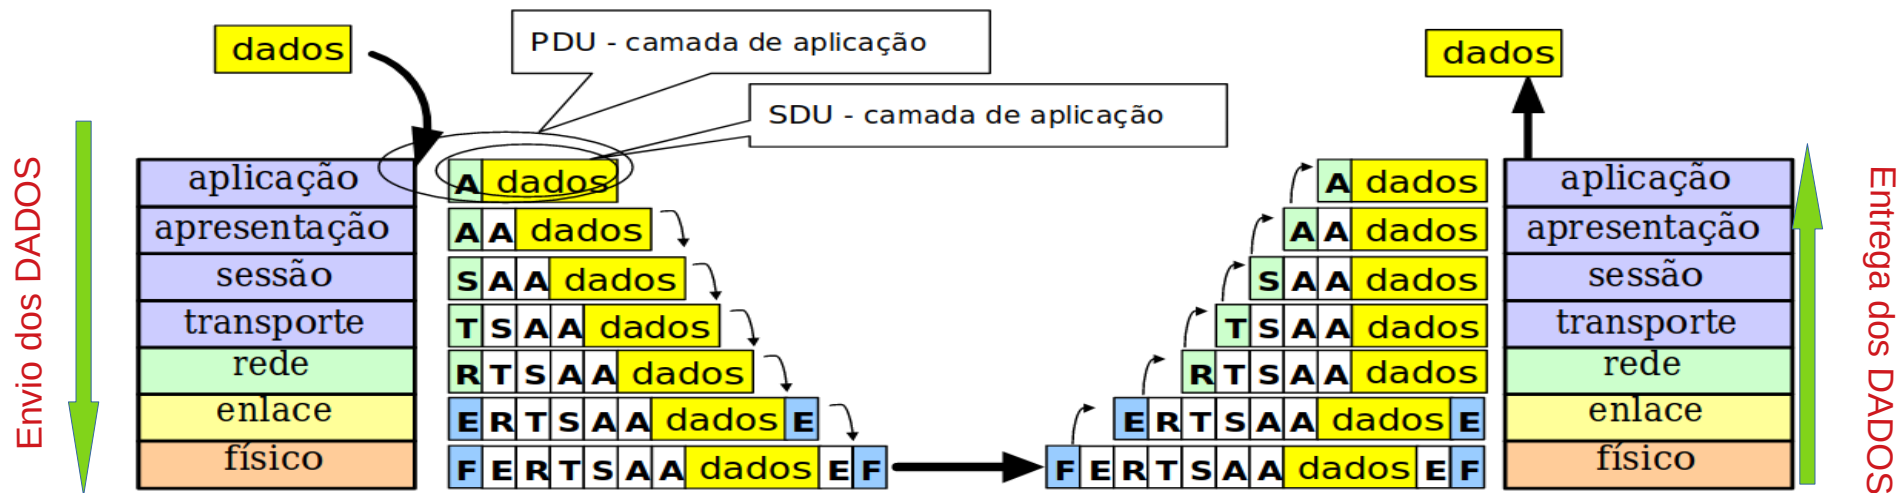 dados
PDU - camada de aplicação
SDU - camada de aplicação
dados
Envio dos DADOS
aplicação
apresentação
sessão
transporte
rede
enlace
físico
A dados
A A dados
S A A dados
T S A A dados
R T S A A dados
E R T S A A dados E
F E R T S A A dados E F
A dados
A A dados
S A A dados
T S A A dados
R T S A A dados
E R T S A A dados E
F E R T S A A dados E F
aplicação
apresentação
sessão
transporte
rede
enlace
físico
Entrega dos DADOS